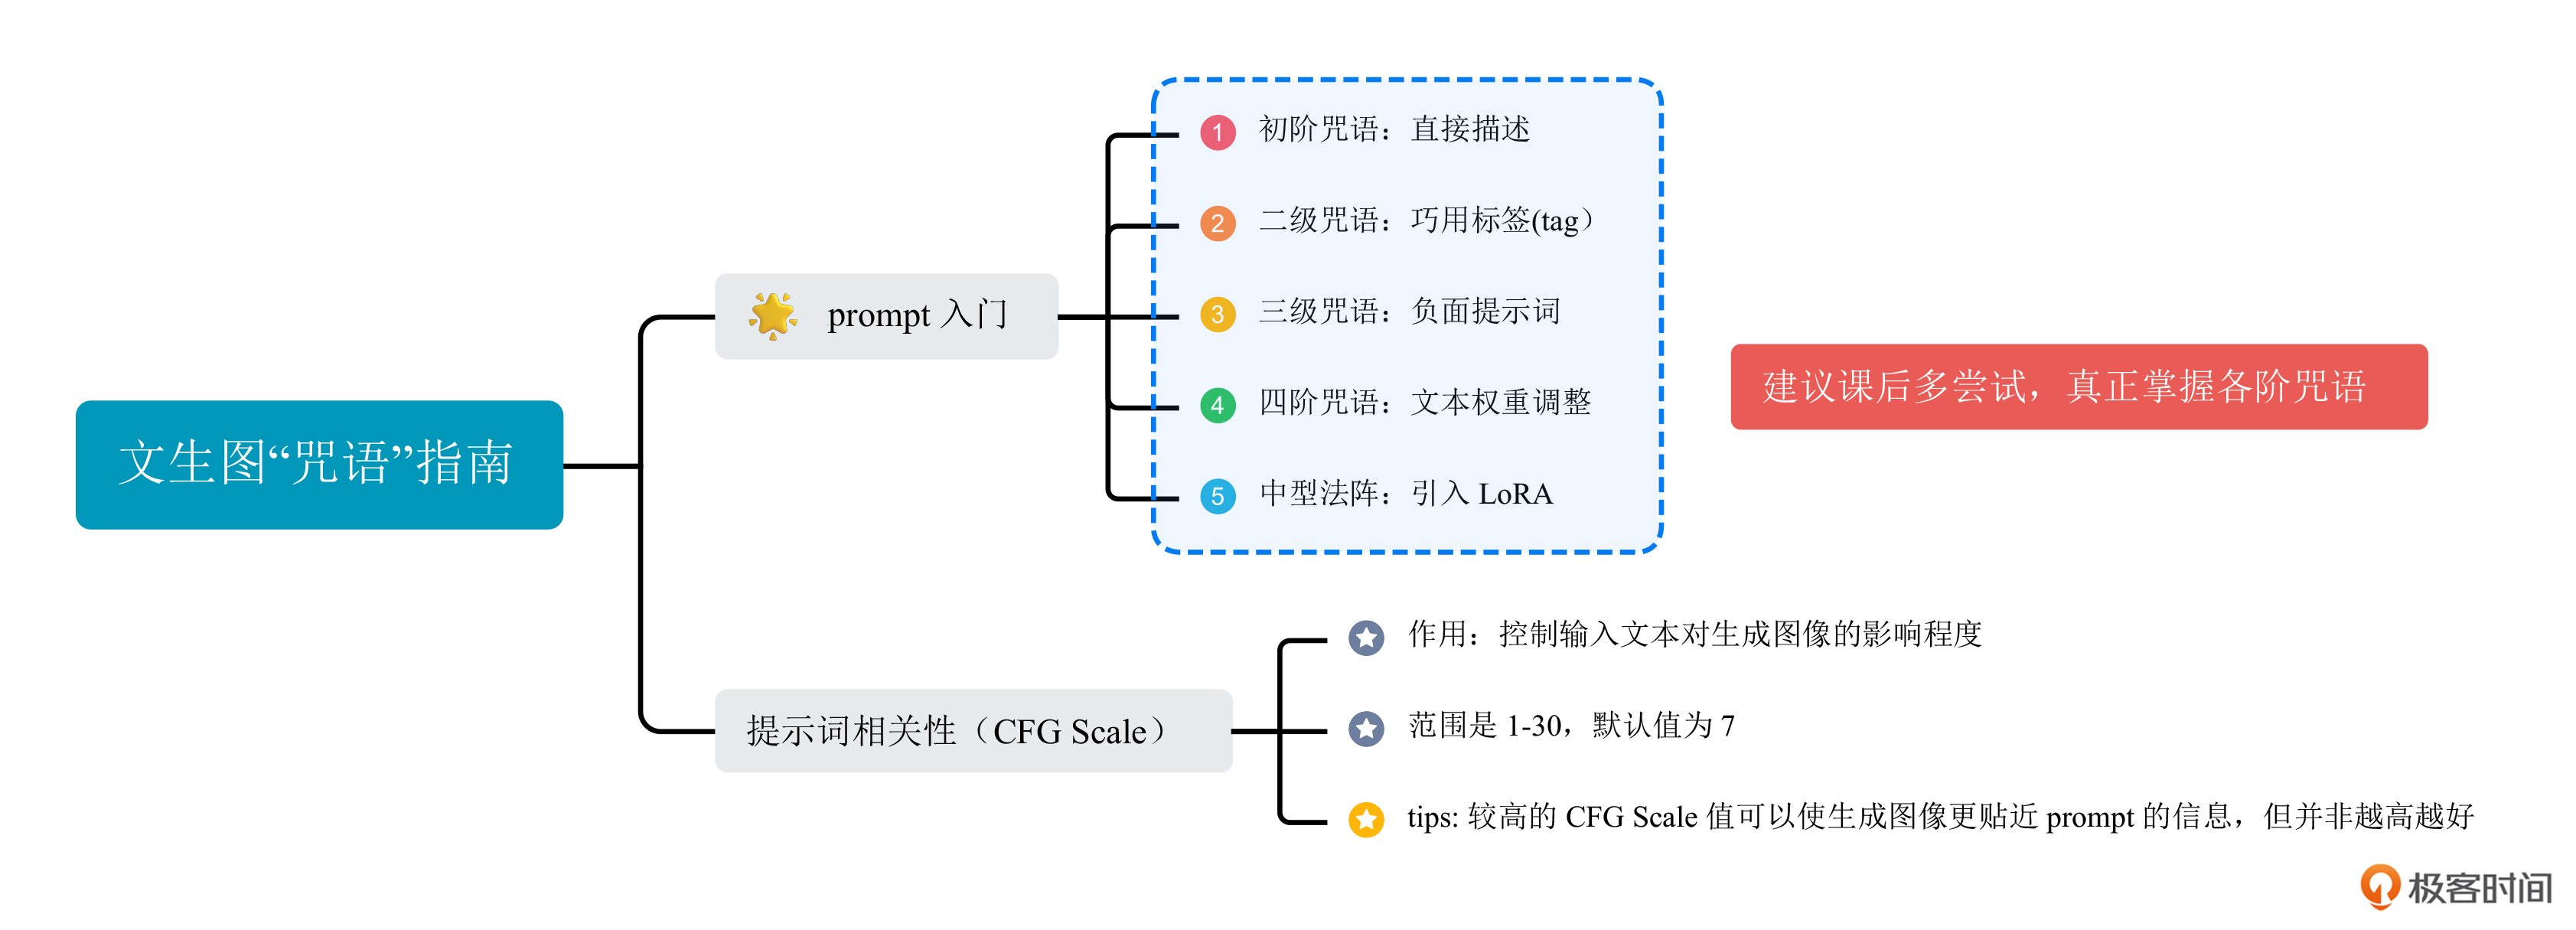 文生图“咒语”指南
prompt 入门
1 初阶咒语：直接描述
2 二级咒语：巧用标签(tag）
3 三级咒语：负面提示词
4 四阶咒语：文本权重调整
5 中型法阵：引入 LoRA
建议课后多尝试，真正掌握各阶咒语
提示词相关性（CFG Scale）
作用：控制输入文本对生成图像的影响程度
范围是 1-30，默认值为 7
tips: 较高的 CFG Scale 值可以使生成图像更贴近 prompt 的信息，但并非越高越好
极客时间